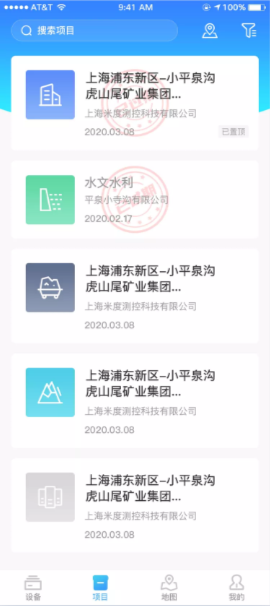 AT&T
9:41 AM
100%
搜索项目
上海浦东新区-小平泉沟
虎山尾矿业集团...
上海米度测控科技有限公司
2020.03.08
已置顶
水文水利
平泉小寺沟有限公司
2020.02.17
上海浦东新区-小平泉沟
虎山尾矿业集团...
上海米度测控科技有限公司
2020.03.08
上海浦东新区-小平泉沟
虎山尾矿业集团...
上海米度测控科技有限公司
2020.03.08
上海浦东新区-小平泉沟
虎山尾矿业集团...
上海米度测控科技有限公司
2020.03.08
设备
项目
地图
我的